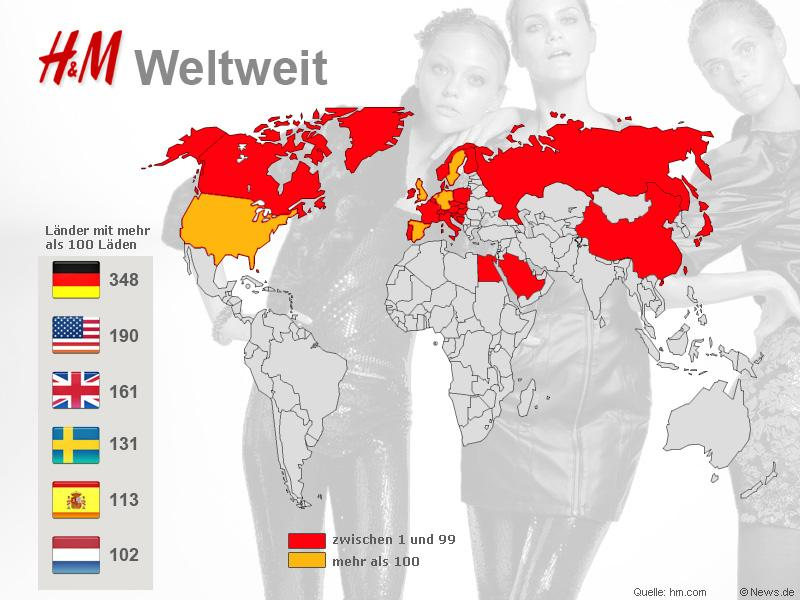 H&M Weltweit
Länder mit mehr
als 100 Läden
348
190
161
131
113
102
zwischen 1 und 99
mehr als 100
Quelle: hm.com
© News.de